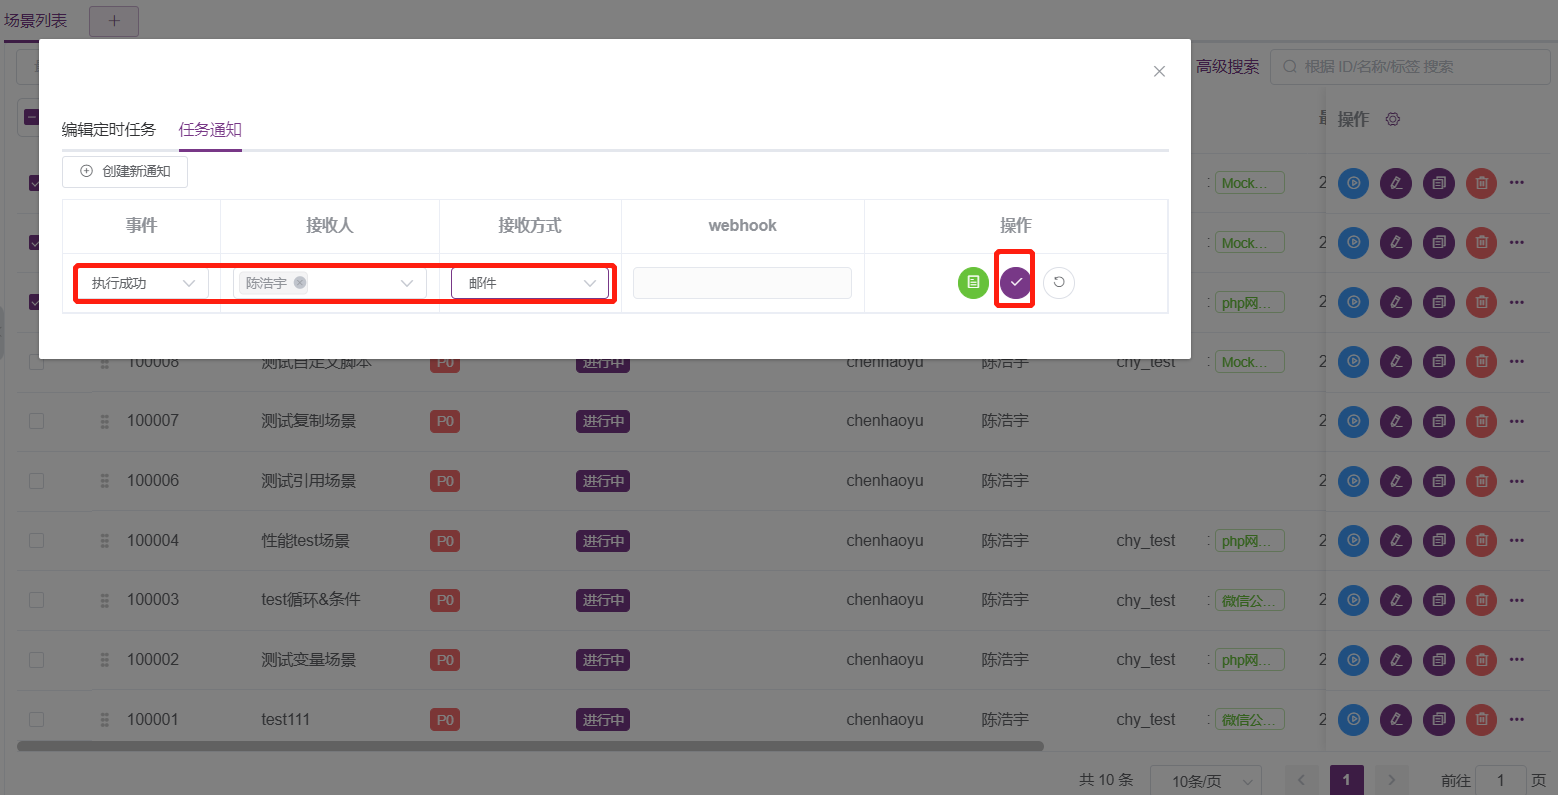 场景列表
高级搜索 根据 ID/名称/标签 搜索
编辑定时任务 任务通知
操作
创建新通知
Mock...
事件 接收人 接收方式 webhook 操作
Mock...
执行成功 陈浩宇 邮件
php网...
100008 测试自定义脚本 P0 进行中 chenhaoyu 陈浩宇 chy_test : Mock... 2
100007 测试复制场景 P0 进行中 chenhaoyu 陈浩宇
100006 测试引用场景 P0 进行中 chenhaoyu 陈浩宇
100004 性能test场景 P0 进行中 chenhaoyu 陈浩宇 chy_test : php网... 2
100003 test循环&条件 P0 进行中 chenhaoyu 陈浩宇 chy_test : 微信公... 2
100002 测试变量场景 P0 进行中 chenhaoyu 陈浩宇 chy_test : php网... 2
100001 test111 P0 进行中 chenhaoyu 陈浩宇 chy_test : 微信公... 2
共 10 条 10条/页 1 前往 1 页